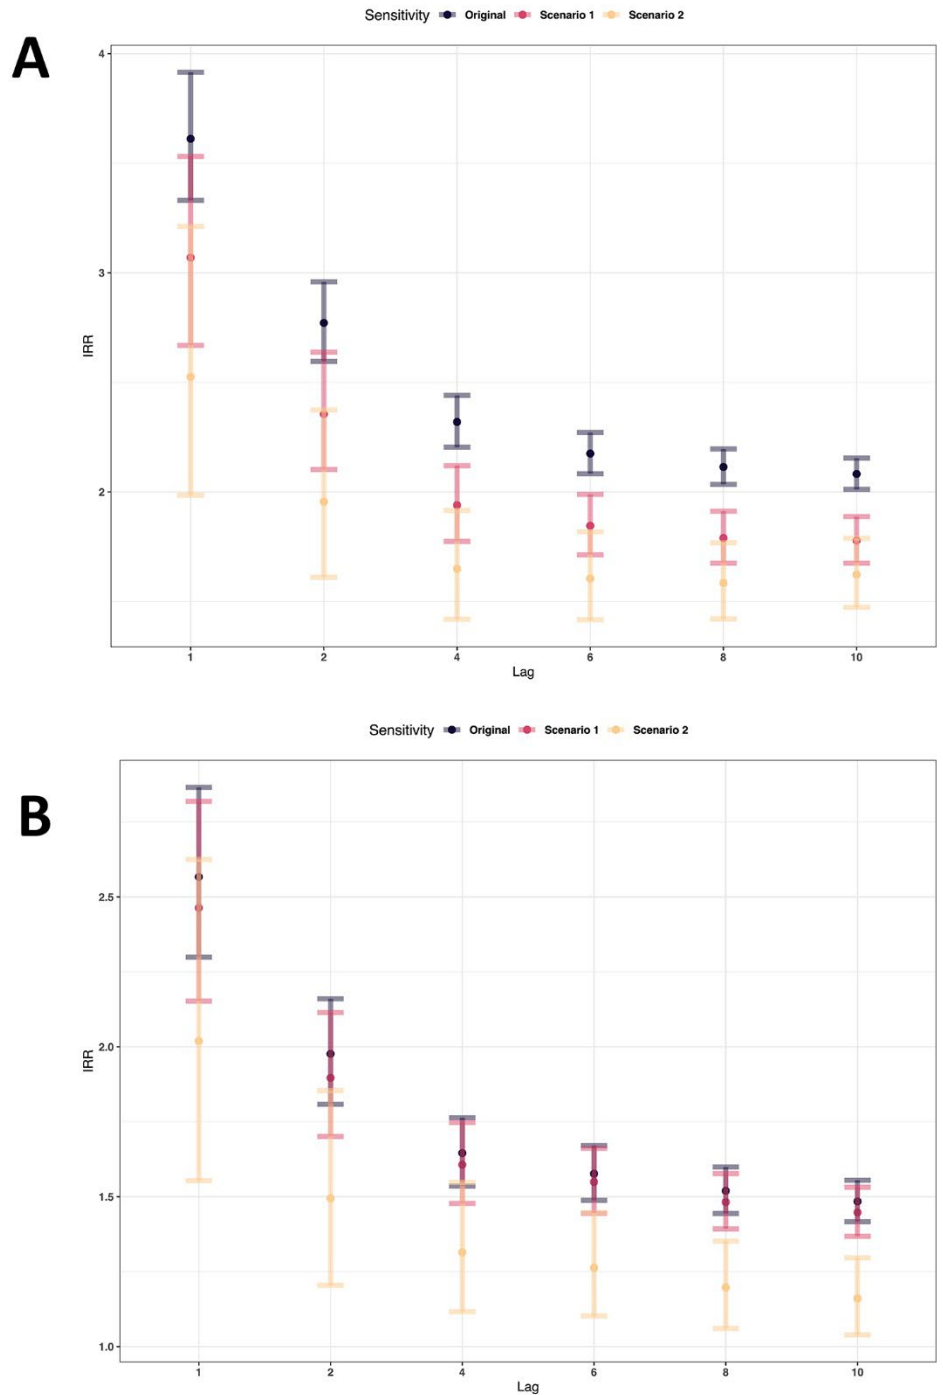 Sensitivity Original Scenario 1 Scenario 2
A
4
3
2
IRR
1 2 4 6 8 10
Lag
Sensitivity Original Scenario 1 Scenario 2
B
2.5
2.0
1.5
1.0
IRR
1 2 4 6 8 10
Lag